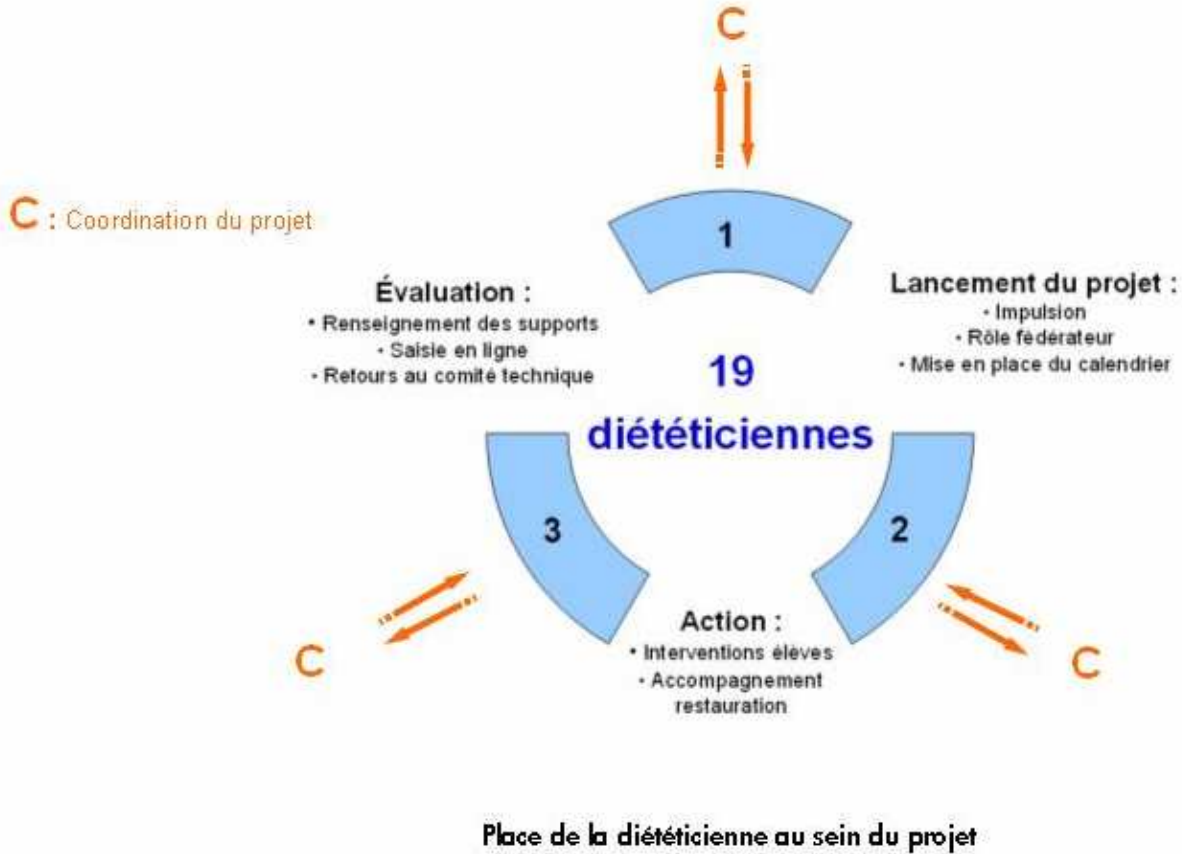 C
C : Coordination du projet
1
Évaluation :
• Renseignement des supports
• Saisie en ligne
• Retours au comité technique
Lancement du projet :
• Impulsion
• Rôle fédérateur
• Mise en place du calendrier
19
diététiciennes
3
2
Action :
• Interventions élèves
• Accompagnement
restauration
C
C
Place de la diététicienne au sein du projet